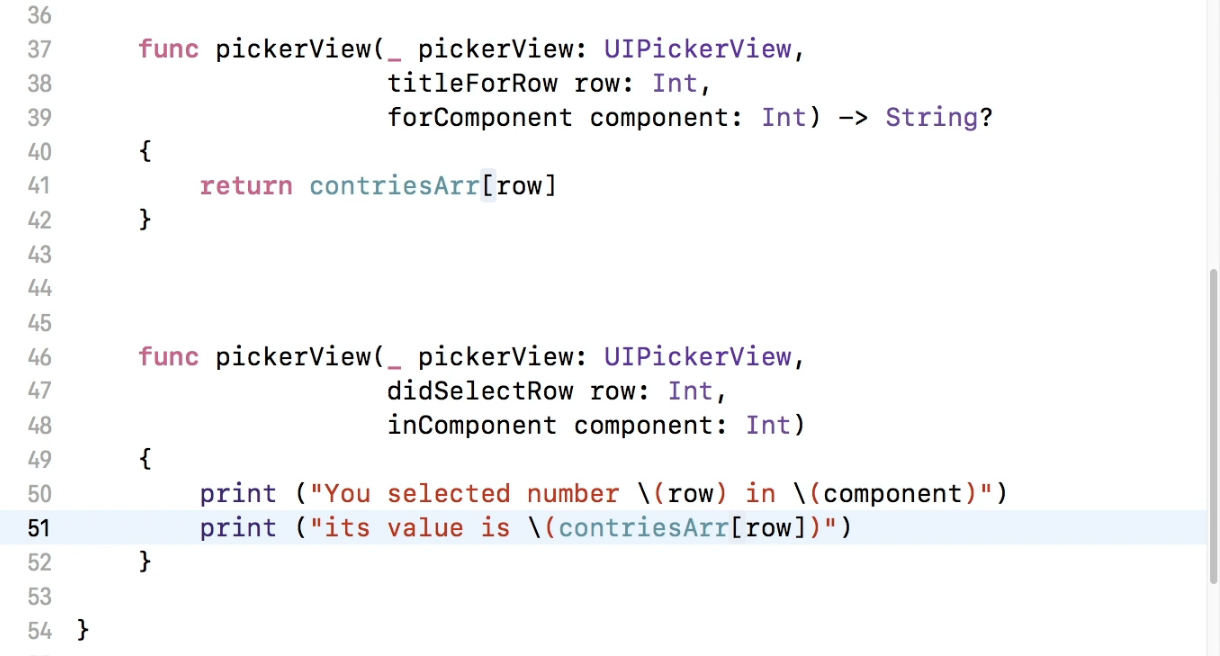 36
37 func pickerView(_ pickerView: UIPickerView,
38 titleForRow row: Int,
39 forComponent component: Int) -> String?
40 {
41 return contriesArr[row]
42 }
43
44
45
46 func pickerView(_ pickerView: UIPickerView,
47 didSelectRow row: Int,
48 inComponent component: Int)
49 {
50 print ("You selected number \(row) in \(component)")
51 print ("its value is \(contriesArr[row])")
52 }
53
54 }